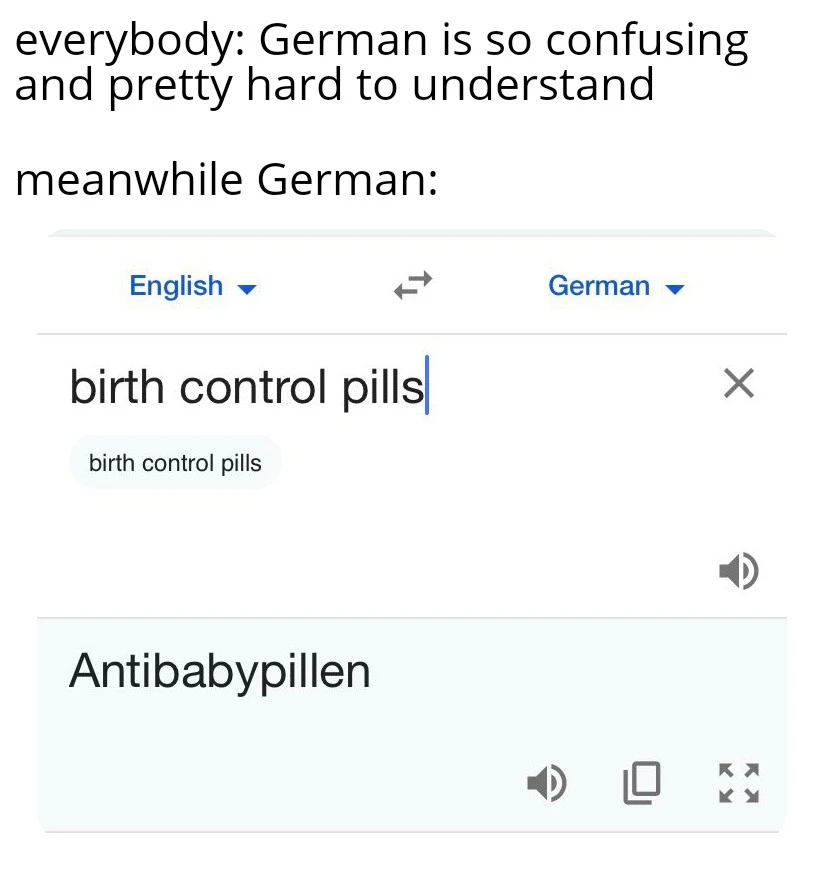 everybody: German is so confusing
and pretty hard to understand
meanwhile German:
English German
birth control pills
birth control pills
Antibabypillen